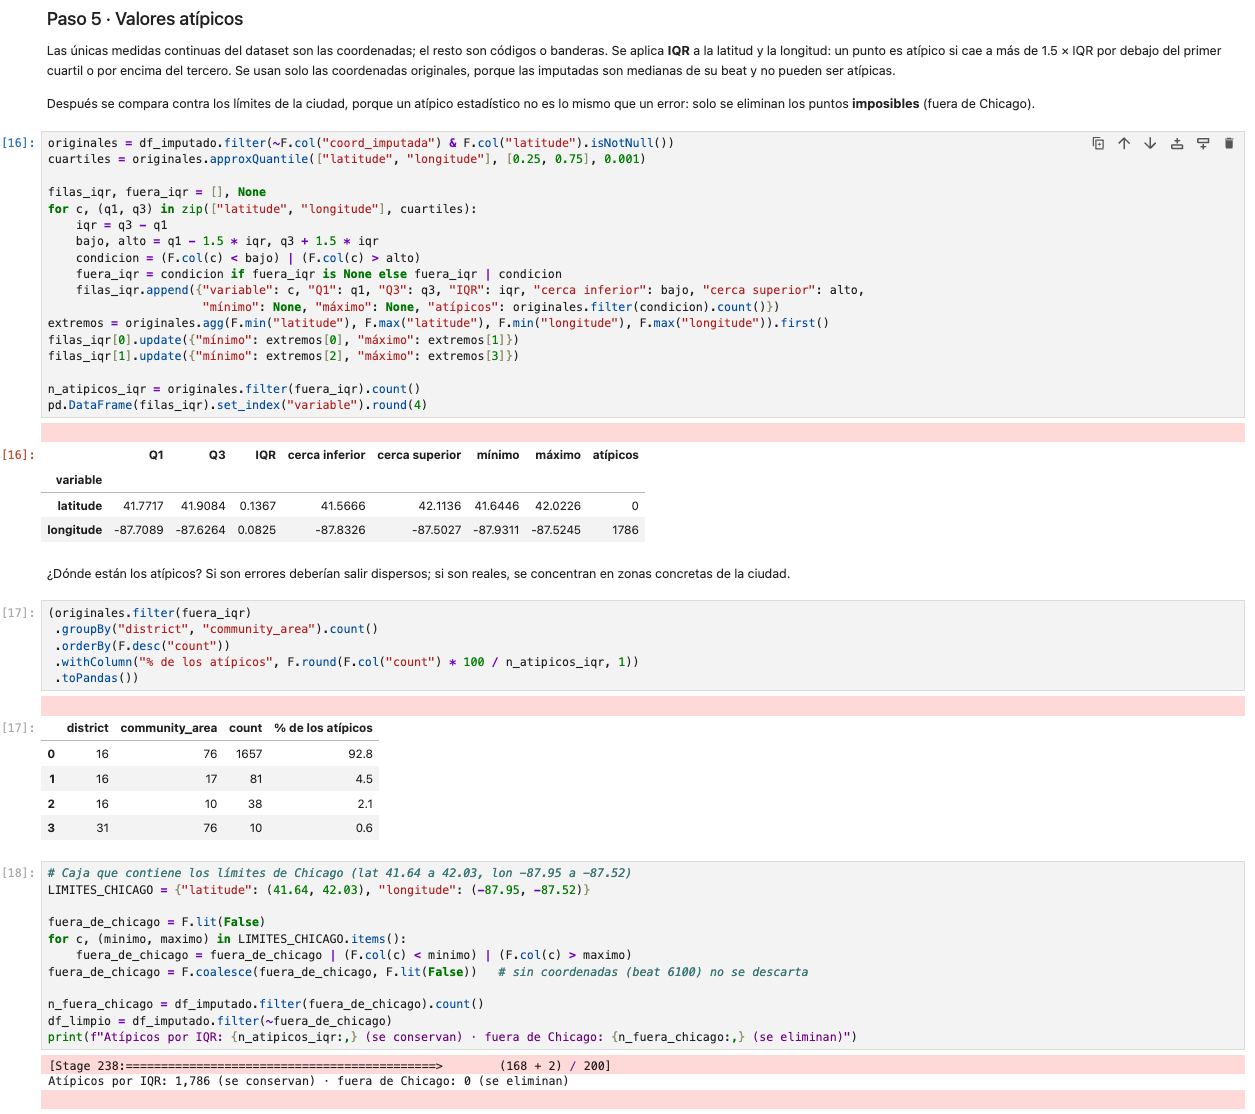 Paso 5 · Valores atípicos
Las únicas medidas continuas del dataset son las coordenadas; el resto son códigos o banderas. Se aplica IQR a la latitud y la longitud: un punto es atípico si cae a más de 1.5 × IQR por debajo del primer
cuartil o por encima del tercero. Se usan solo las coordenadas originales, porque las imputadas son medianas de su beat y no pueden ser atípicas.
Después se compara contra los límites de la ciudad, porque un atípico estadístico no es lo mismo que un error: solo se eliminan los puntos imposibles (fuera de Chicago).
[16]: originales = df_imputado.filter(~F.col("coord_imputada") & F.col("latitude").isNotNull())
cuartiles = originales.approxQuantile(["latitude", "longitude"], [0.25, 0.75], 0.001)
filas_iqr, fuera_iqr = [], None
for c, (q1, q3) in zip(["latitude", "longitude"], cuartiles):
    iqr = q3 - q1
    bajo, alto = q1 - 1.5 * iqr, q3 + 1.5 * iqr
    condicion = (F.col(c) < bajo) | (F.col(c) > alto)
    fuera_iqr = condicion if fuera_iqr is None else fuera_iqr | condicion
    filas_iqr.append({"variable": c, "Q1": q1, "Q3": q3, "IQR": iqr, "cerca inferior": bajo, "cerca superior": alto,
                       "mínimo": None, "máximo": None, "atípicos": originales.filter(condicion).count()})
extremos = originales.agg(F.min("latitude"), F.max("latitude"), F.min("longitude"), F.max("longitude")).first()
filas_iqr[0].update({"mínimo": extremos[0], "máximo": extremos[1]})
filas_iqr[1].update({"mínimo": extremos[2], "máximo": extremos[3]})
n_atipicos_iqr = originales.filter(fuera_iqr).count()
pd.DataFrame(filas_iqr).set_index("variable").round(4)
[16]: Q1 Q3 IQR cerca inferior cerca superior mínimo máximo atípicos
variable
latitude 41.7717 41.9084 0.1367 41.5666 42.1136 41.6446 42.0226 0
longitude -87.7089 -87.6264 0.0825 -87.8326 -87.5027 -87.9311 -87.5245 1786
¿Dónde están los atípicos? Si son errores deberían salir dispersos; si son reales, se concentran en zonas concretas de la ciudad.
[17]: (originales.filter(fuera_iqr)
 .groupBy("district", "community_area").count()
 .orderBy(F.desc("count"))
 .withColumn("% de los atípicos", F.round(F.col("count") * 100 / n_atipicos_iqr, 1))
 .toPandas())
[17]: district community_area count % de los atípicos
0 16 76 1657 92.8
1 16 17 81 4.5
2 16 10 38 2.1
3 31 76 10 0.6
[18]: # Caja que contiene los límites de Chicago (lat 41.64 a 42.03, lon −87.95 a −87.52)
LIMITES_CHICAGO = {"latitude": (41.64, 42.03), "longitude": (-87.95, -87.52)}
fuera_de_chicago = F.lit(False)
for c, (minimo, maximo) in LIMITES_CHICAGO.items():
    fuera_de_chicago = fuera_de_chicago | (F.col(c) < minimo) | (F.col(c) > maximo)
fuera_de_chicago = F.coalesce(fuera_de_chicago, F.lit(False))   # sin coordenadas (beat 6100) no se descarta
n_fuera_chicago = df_imputado.filter(fuera_de_chicago).count()
df_limpio = df_imputado.filter(~fuera_de_chicago)
print(f"Atípicos por IQR: {n_atipicos_iqr:,} (se conservan) · fuera de Chicago: {n_fuera_chicago:,} (se eliminan)")
[Stage 238:===========================================>        (168 + 2) / 200]
Atípicos por IQR: 1,786 (se conservan) · fuera de Chicago: 0 (se eliminan)